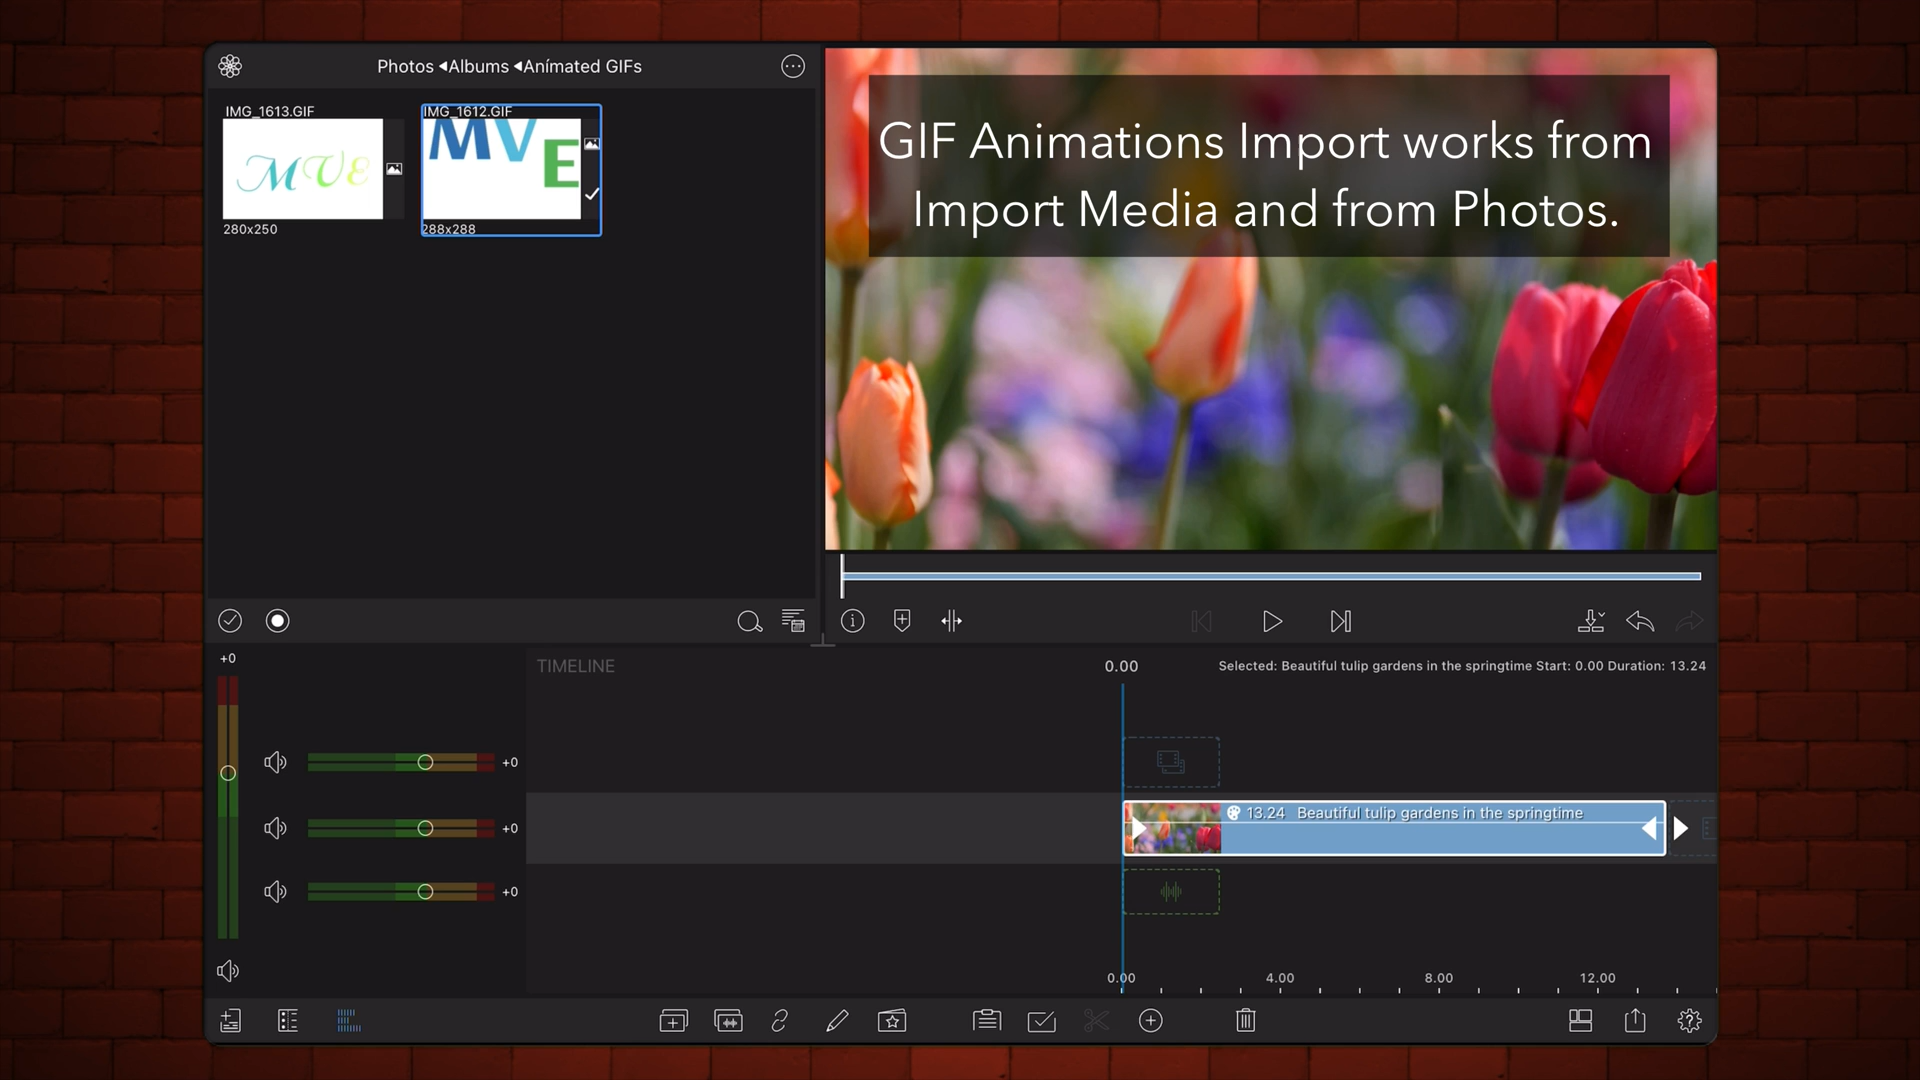 Photos ◂Albums ◂Anímated GIFs
IMG_1613.GIF
MVE
280x250
IMG_1612.GIF
MVE
288x288
GIF Animations Import works from
Import Media and from Photos.
+0
TIMELINE
0.00
Selected: Beautiful tulip gardens in the springtime Start: 0.00 Duration: 13.24
+0
+0
+0
13.24 Beautiful tulip gardens in the springtime
0.00
4.00
8.00
12.00